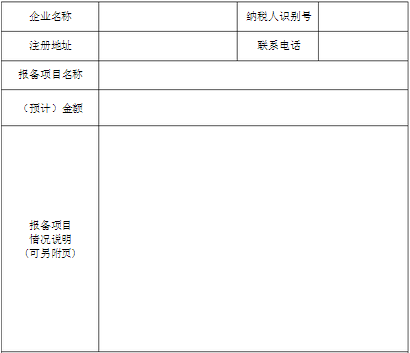 企业名称 纳税人识别号
注册地址 联系电话
报备项目名称
（预计）金额
报备项目
情况说明
(可另附页)